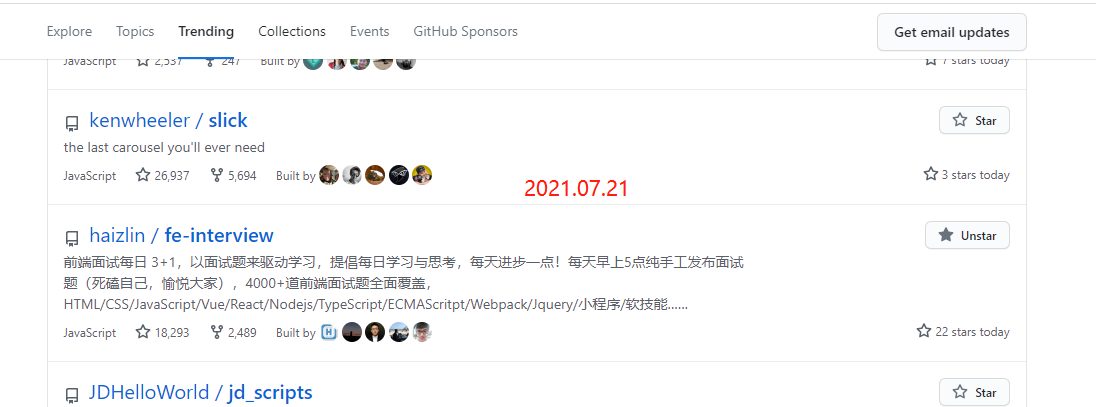 Explore Topics Trending Collections Events GitHub Sponsors Get email updates
JavaScript 2,537 247 Built by 7 stars today
kenwheeler / slick Star
the last carousel you'll ever need
JavaScript 26,937 5,694 Built by 3 stars today
2021.07.21
haizlin / fe-interview Unstar
前端面试每日 3+1，以面试题来驱动学习，提倡每日学习与思考，每天进步一点！每天早上5点纯手工发布面试
题（死磕自己，愉悦大家），4000+道前端面试题全面覆盖，
HTML/CSS/JavaScript/Vue/React/Nodejs/TypeScript/ECMAScritpt/Webpack/Jquery/小程序/软技能……
JavaScript 18,293 2,489 Built by 22 stars today
JDHelloWorld / jd_scripts Star